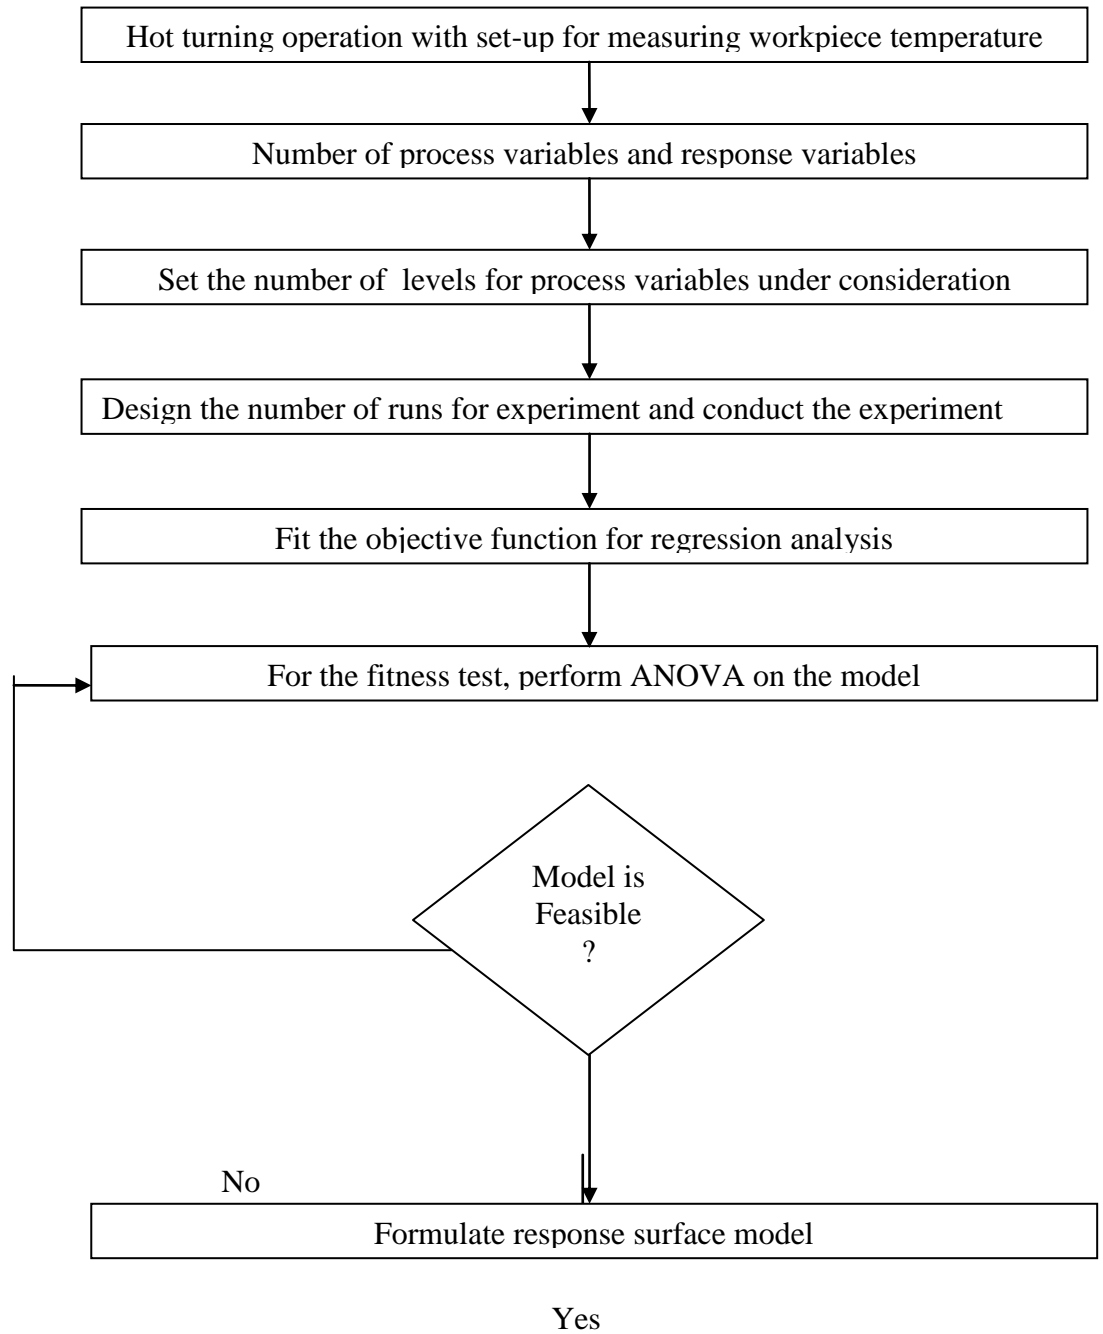 Hot turning operation with set-up for measuring workpiece temperature
Number of process variables and response variables
Set the number of  levels for process variables under consideration
Design the number of runs for experiment and conduct the experiment
Fit the objective function for regression analysis
For the fitness test, perform ANOVA on the model
Model is
Feasible
?
No
Formulate response surface model
Yes